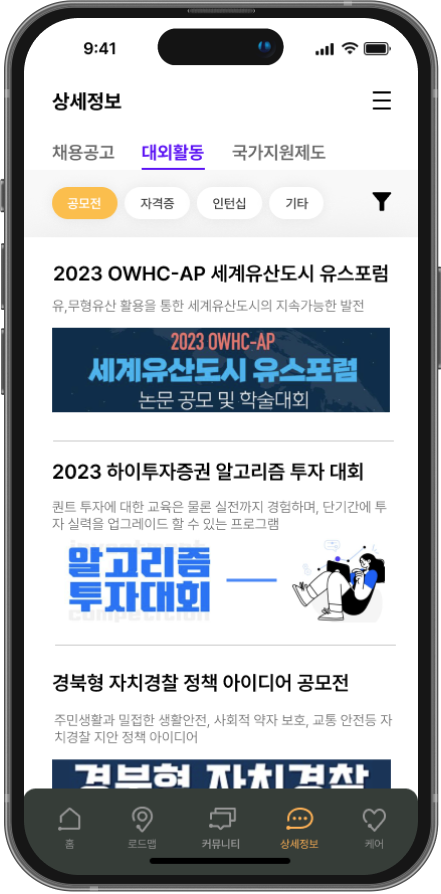 9:41
상세정보
채용공고 대외활동 국가지원제도
공모전 자격증 인턴십 기타
2023 OWHC-AP 세계유산도시 유스포럼
유,무형유산 활용을 통한 세계유산도시의 지속가능한 발전
2023 OWHC-AP
세계유산도시 유스포럼
논문 공모 및 학술대회
2023 하이투자증권 알고리즘 투자 대회
퀀트 투자에 대한 교육은 물론 실전까지 경험하며, 단기간에 투
자 실력을 업그레이드 할 수 있는 프로그램
investment
알고리즘
투자대회
competition
경북형 자치경찰 정책 아이디어 공모전
주민생활과 밀접한 생활안전, 사회적 약자 보호, 교통 안전등 자
치경찰 지안 정책 아이디어
경북형 자치경찰
홈 로드맵 커뮤니티 상세정보 케어